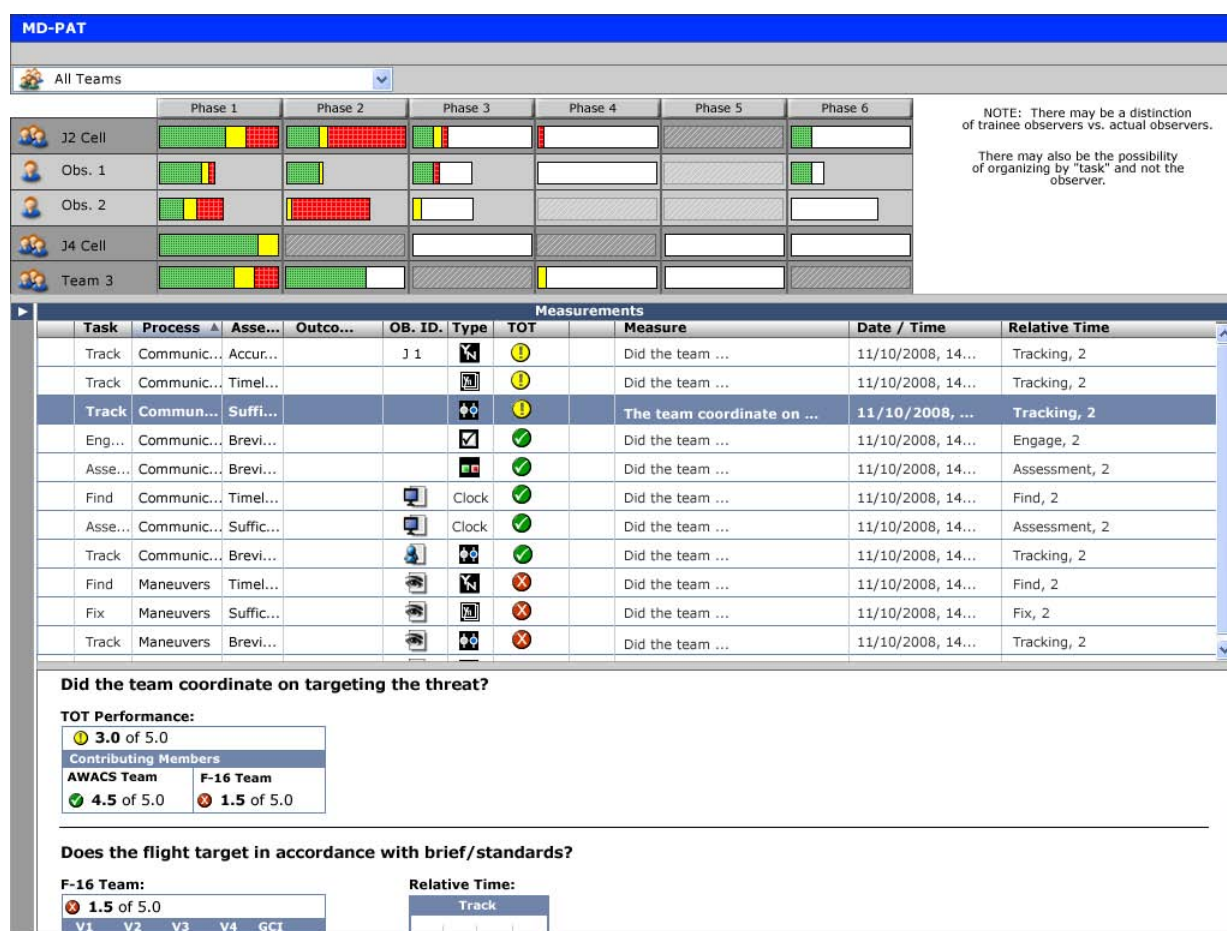 MD-PAT
All Teams
Phase 1 Phase 2 Phase 3 Phase 4 Phase 5 Phase 6
NOTE: There may be a distinction
of trainee observers vs. actual observers.
There may also be the possibility
of organizing by "task" and not the
observer.
J2 Cell
Obs. 1
Obs. 2
J4 Cell
Team 3
Measurements
Task Process Asse... Outco... OB. ID. Type TOT Measure Date / Time Relative Time
Track Communic... Accur... J 1 YN Did the team ... 11/10/2008, 14... Tracking, 2
Track Communic... Timel... Did the team ... 11/10/2008, 14... Tracking, 2
Track Commun... Suffi... The team coordinate on ... 11/10/2008, ... Tracking, 2
Eng... Communic... Brevi... Did the team ... 11/10/2008, 14... Engage, 2
Asse... Communic... Brevi... Did the team ... 11/10/2008, 14... Assessment, 2
Find Communic... Timel... Clock Did the team ... 11/10/2008, 14... Find, 2
Asse... Communic... Suffic... Clock Did the team ... 11/10/2008, 14... Assessment, 2
Track Communic... Brevi... Did the team ... 11/10/2008, 14... Tracking, 2
Find Maneuvers Timel... YN Did the team ... 11/10/2008, 14... Find, 2
Fix Maneuvers Suffic... Did the team ... 11/10/2008, 14... Fix, 2
Track Maneuvers Brevi... Did the team ... 11/10/2008, 14... Tracking, 2
Did the team coordinate on targeting the threat?
TOT Performance:
3.0 of 5.0
Contributing Members
AWACS Team F-16 Team
4.5 of 5.0 1.5 of 5.0
Does the flight target in accordance with brief/standards?
F-16 Team: Relative Time:
1.5 of 5.0 Track
V1 V2 V3 V4 GCI